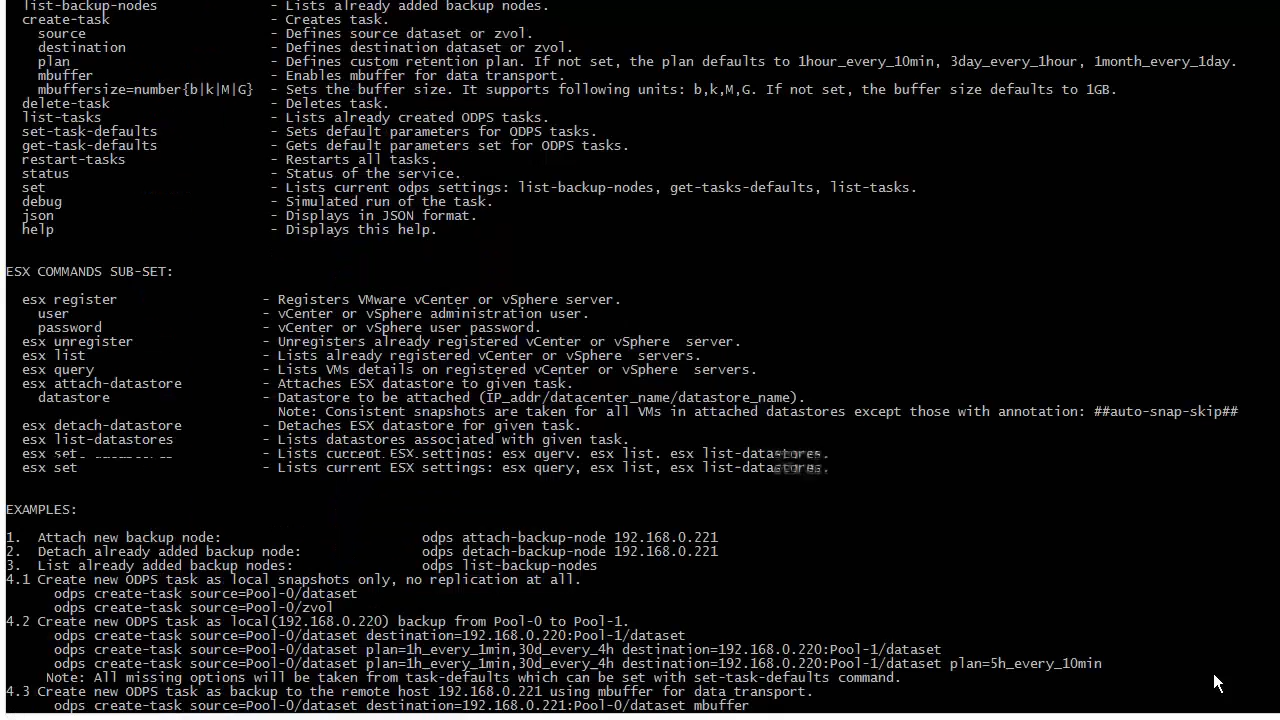 list-backup-nodes - Lists already added backup nodes.
create-task - Creates task.
source - Defines source dataset or zvol.
destination - Defines destination dataset or zvol.
plan - Defines custom retention plan. If not set, the plan defaults to 1hour_every_10min, 3day_every_1hour, 1month_every_1day.
mbuffer - Enables mbuffer for data transport.
mbuffersize=number{b|k|M|G} - Sets the buffer size. It supports following units: b,k,M,G. If not set, the buffer size defaults to 1GB.
delete-task - Deletes task.
list-tasks - Lists already created ODPS tasks.
set-task-defaults - Sets default parameters for ODPS tasks.
get-task-defaults - Gets default parameters set for ODPS tasks.
restart-tasks - Restarts all tasks.
status - Status of the service.
set - Lists current odps settings: list-backup-nodes, get-tasks-defaults, list-tasks.
debug - Simulated run of the task.
json - Displays in JSON format.
help - Displays this help.
ESX COMMANDS SUB-SET:
esx register - Registers VMware vCenter or vSphere server.
user - vCenter or vSphere administration user.
password - vCenter or vSphere user password.
esx unregister - Unregisters already registered vCenter or vSphere  server.
esx list - Lists already registered vCenter or vSphere  servers.
esx query - Lists VMs details on registered vCenter or vSphere  servers.
esx attach-datastore - Attaches ESX datastore to given task.
datastore - Datastore to be attached (IP_addr/datacenter_name/datastore_name).
Note: Consistent snapshots are taken for all VMs in attached datastores except those with annotation: ##auto-snap-skip##
esx detach-datastore - Detaches ESX datastore for given task.
esx list-datastores - Lists datastores associated with given task.
esx set - Lists current ESX settings: esx query, esx list, esx list-datastores.
esx set - Lists current ESX settings: esx query, esx list, esx list-datastores.
EXAMPLES:
1. Attach new backup node: odps attach-backup-node 192.168.0.221
2. Detach already added backup node: odps detach-backup-node 192.168.0.221
3. List already added backup nodes: odps list-backup-nodes
4.1 Create new ODPS task as local snapshots only, no replication at all.
odps create-task source=Pool-0/dataset
odps create-task source=Pool-0/zvol
4.2 Create new ODPS task as local(192.168.0.220) backup from Pool-0 to Pool-1.
odps create-task source=Pool-0/dataset destination=192.168.0.220:Pool-1/dataset
odps create-task source=Pool-0/dataset plan=1h_every_1min,30d_every_4h destination=192.168.0.220:Pool-1/dataset
odps create-task source=Pool-0/dataset plan=1h_every_1min,30d_every_4h destination=192.168.0.220:Pool-1/dataset plan=5h_every_10min
Note: All missing options will be taken from task-defaults which can be set with set-task-defaults command.
4.3 Create new ODPS task as backup to the remote host 192.168.0.221 using mbuffer for data transport.
odps create-task source=Pool-0/dataset destination=192.168.0.221:Pool-0/dataset mbuffer